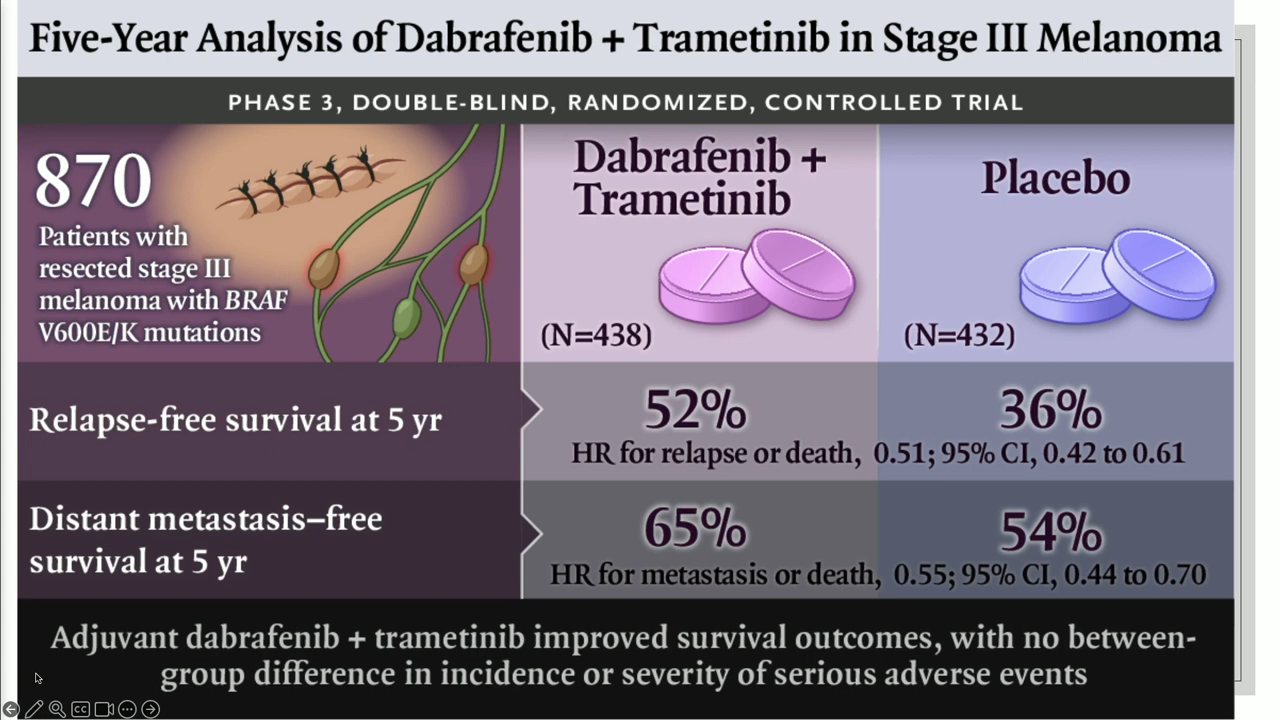 Five-Year Analysis of Dabrafenib + Trametinib in Stage III Melanoma
PHASE 3, DOUBLE-BLIND, RANDOMIZED, CONTROLLED TRIAL
870
Patients with
resected stage III
melanoma with BRAF
V600E/K mutations
Dabrafenib +
Trametinib
(N=438)
Placebo
(N=432)
Relapse-free survival at 5 yr
52%
36%
HR for relapse or death, 0.51; 95% CI, 0.42 to 0.61
Distant metastasis–free
survival at 5 yr
65%
54%
HR for metastasis or death, 0.55; 95% CI, 0.44 to 0.70
Adjuvant dabrafenib + trametinib improved survival outcomes, with no between-
group difference in incidence or severity of serious adverse events
CC